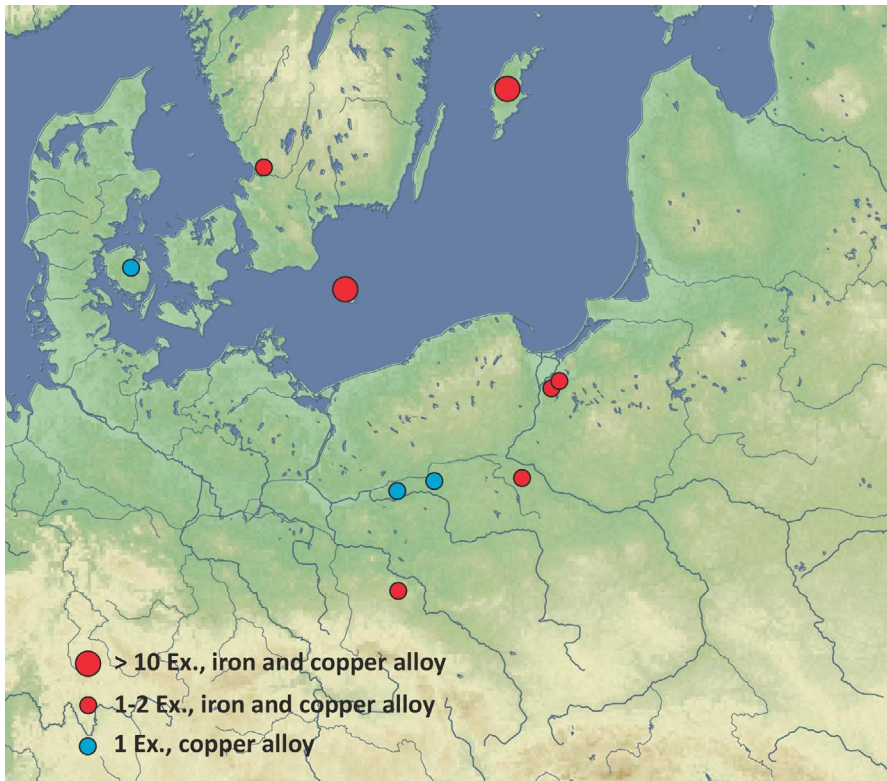 > 10 Ex., iron and copper alloy
1-2 Ex., iron and copper alloy
1 Ex., copper alloy